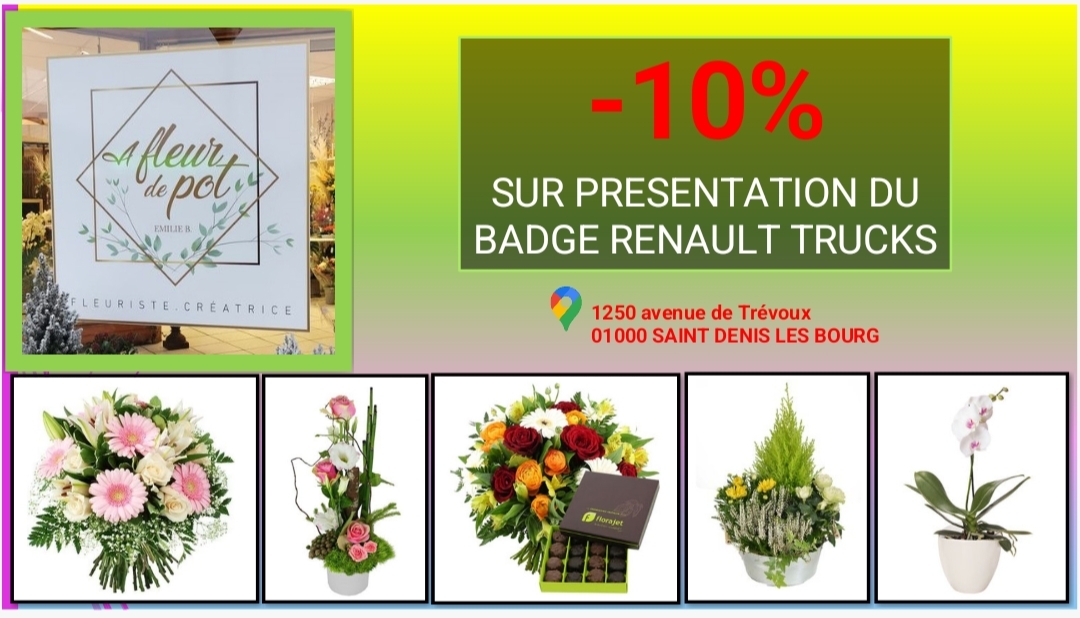 A fleur
de pot
EMILIE B.
FLEURISTE.CRÉATRICE
-10%
SUR PRESENTATION DU
BADGE RENAULT TRUCKS
1250 avenue de Trévoux
01000 SAINT DENIS LES BOURG
florajet